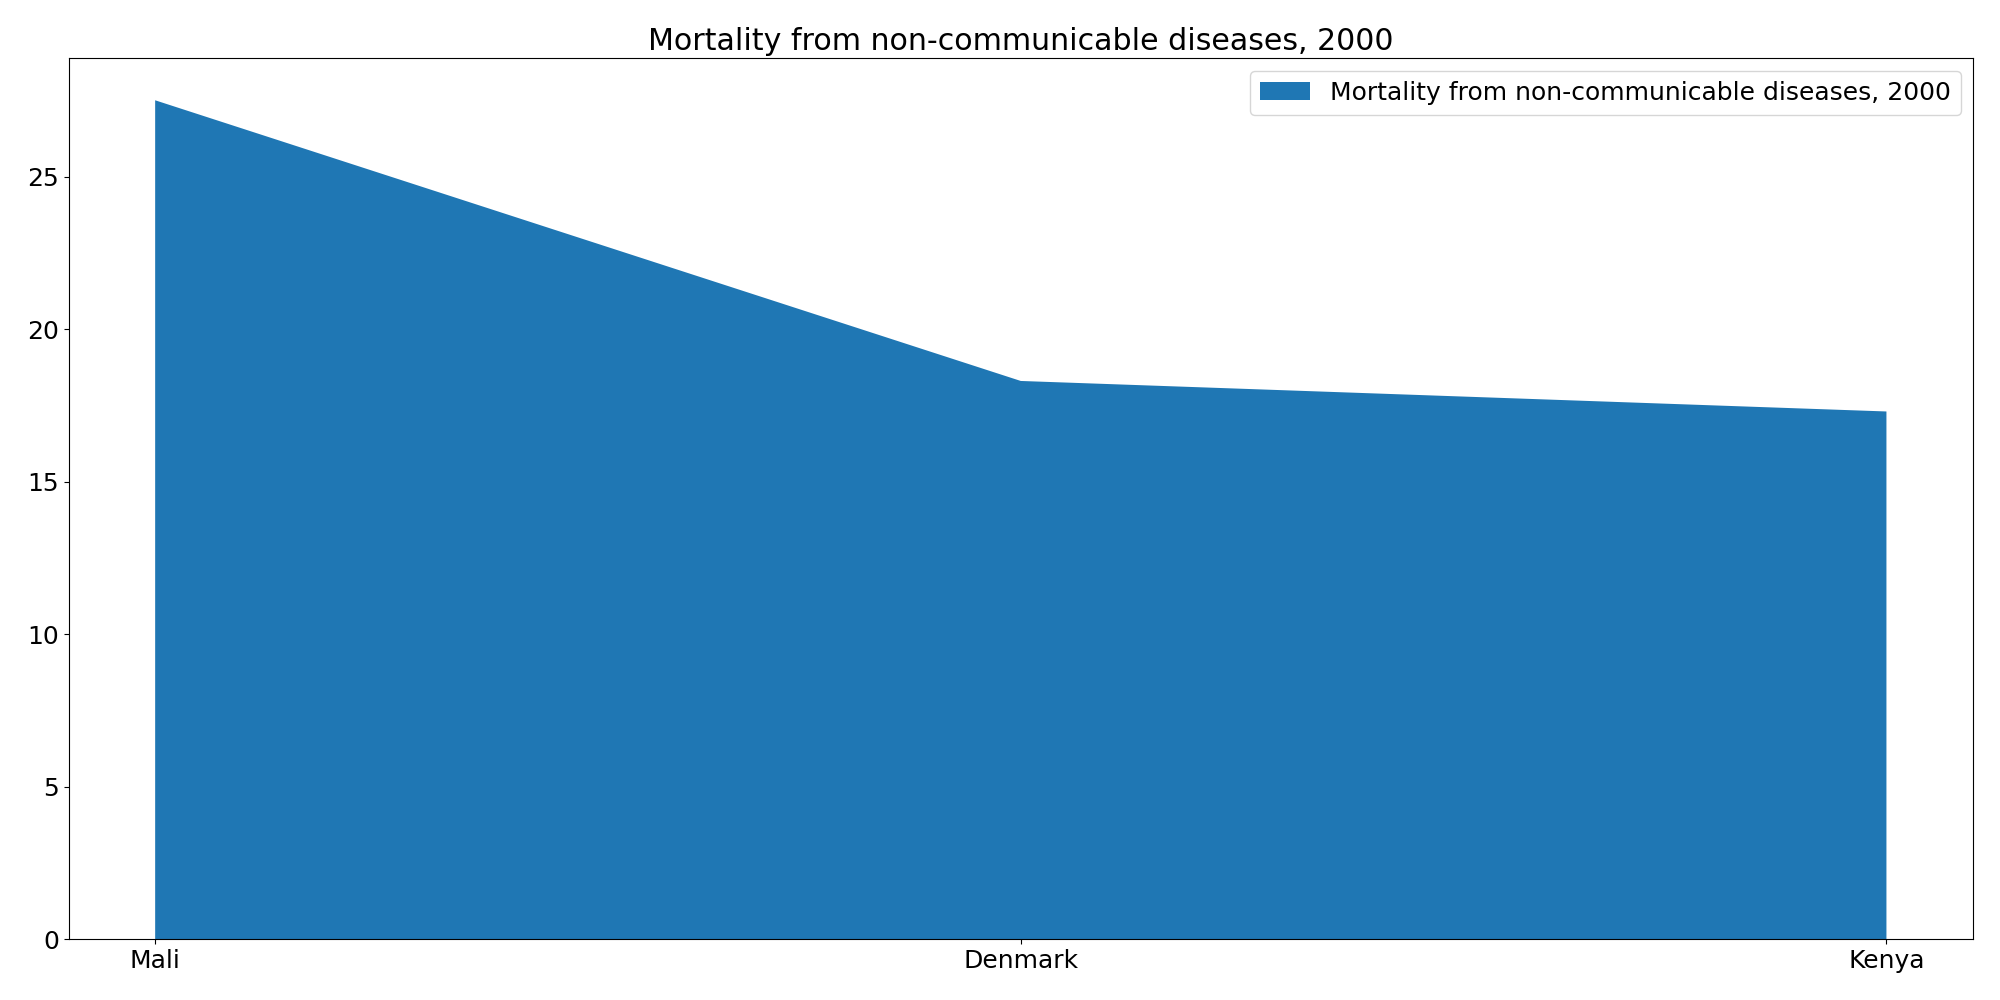 Mortality from non-communicable diseases, 2000
Mortality from non-communicable diseases, 2000
25
20
15
10
5
0
Mali Denmark Kenya